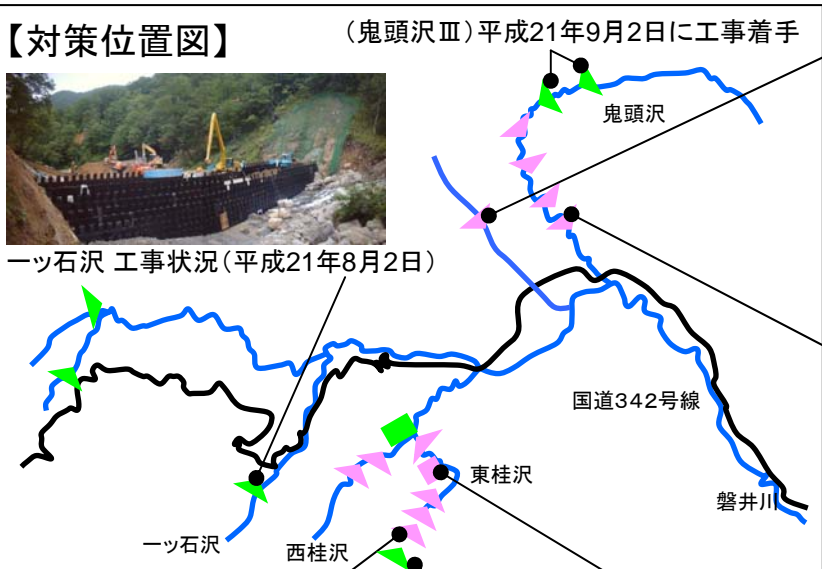 【対策位置図】
(鬼頭沢Ⅲ)平成21年9月2日に工事着手
鬼頭沢
一ッ石沢 工事状況(平成21年8月2日)
国道342号線
東桂沢
磐井川
一ッ石沢
西桂沢